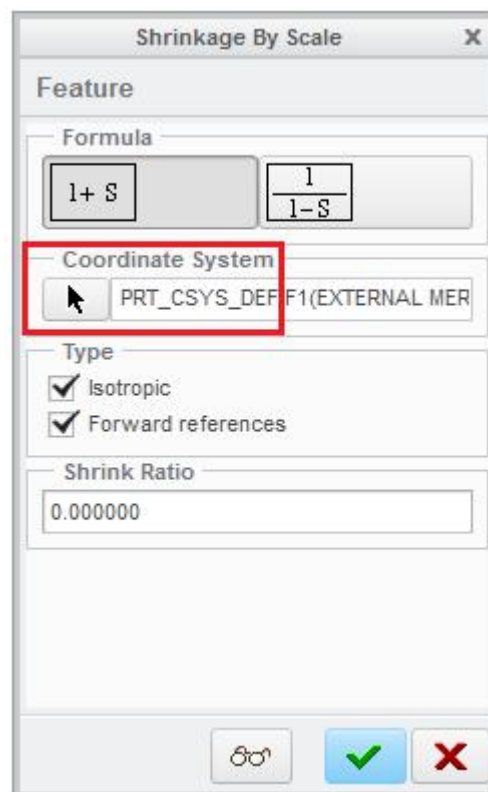 Shrinkage By Scale
Feature
Formula
1+ S
1
1-S
Coordinate System
PRT_CSYS_DEF:F1(EXTERNAL MER
Type
Isotropic
Forward references
Shrink Ratio
0.000000